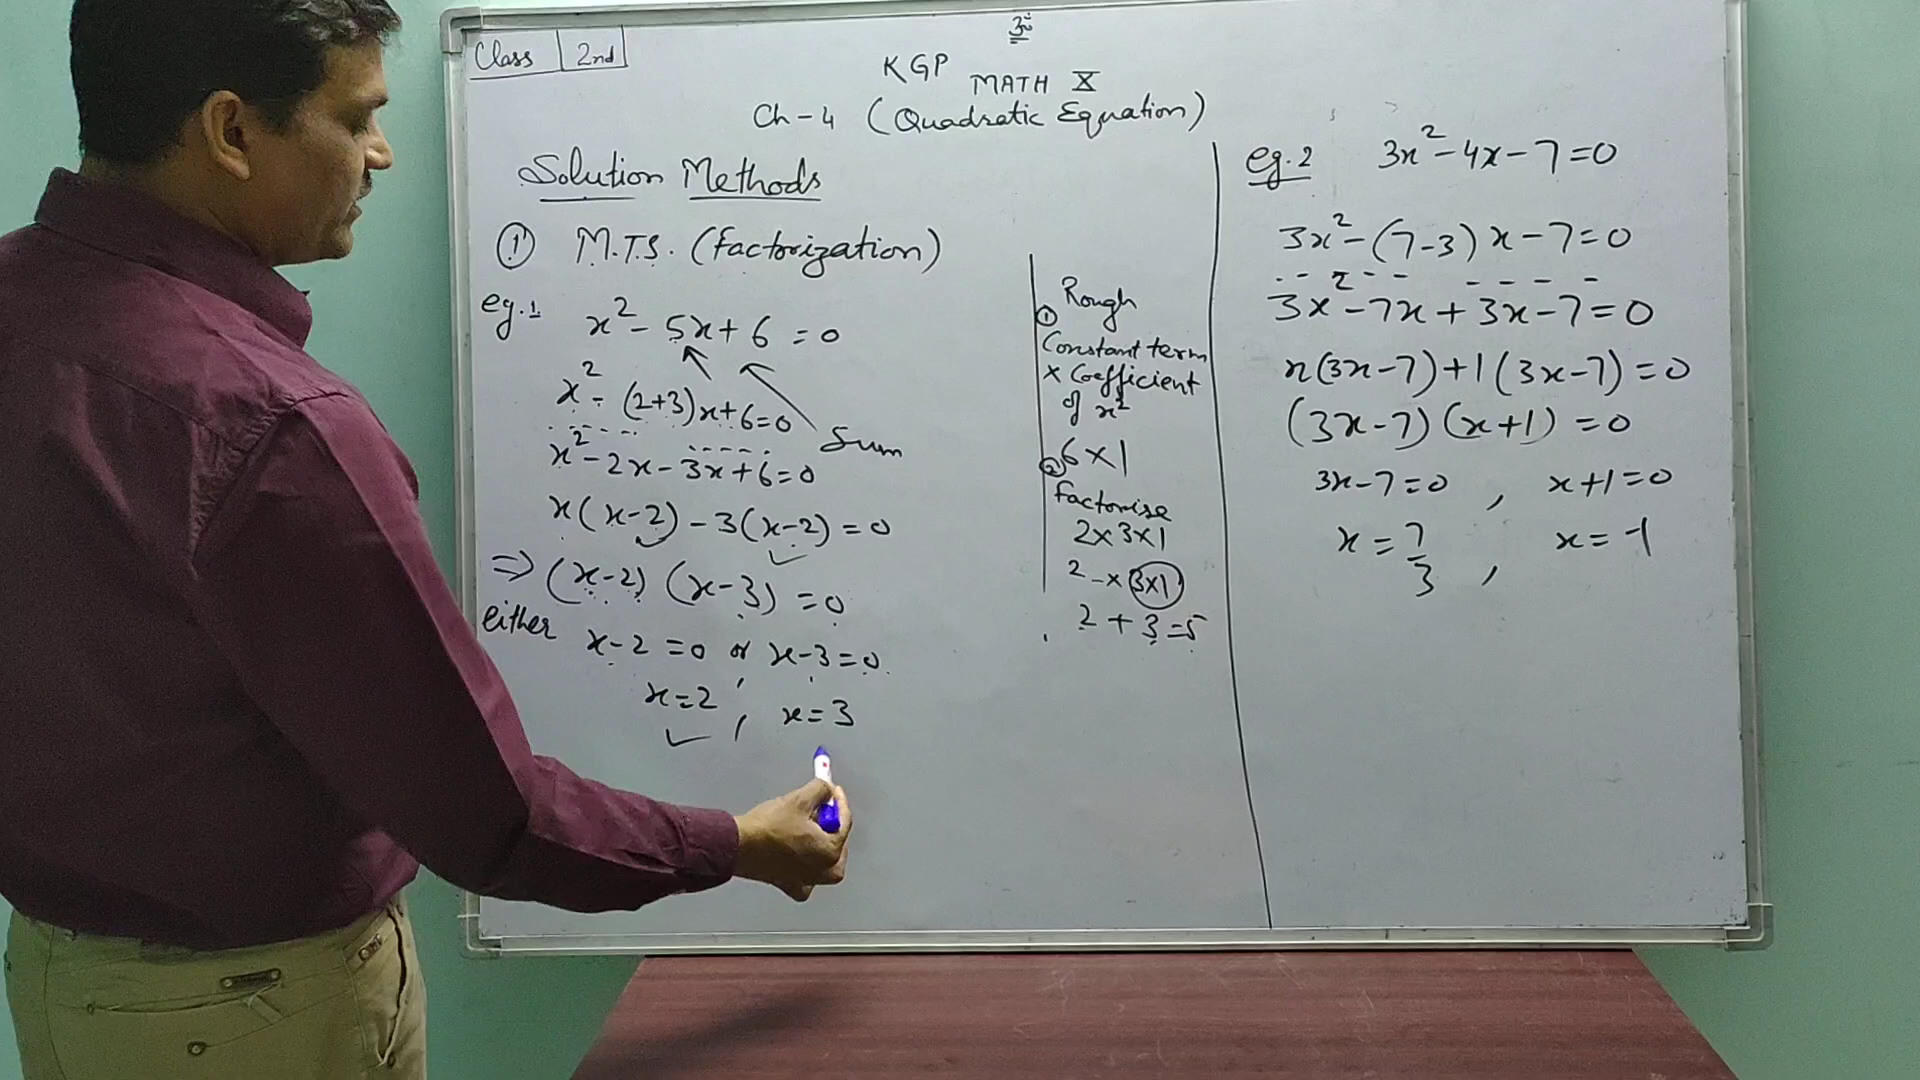 ॐ
Class 2nd
KGP
MATH X
Ch-4 (Quadratic Equation)
Solution Methods
① M.T.S. (Factorization)
eg.1
x² - 5x + 6 = 0
x² - (2+3)x + 6 = 0
Sum
x² - 2x - 3x + 6 = 0
x(x-2) - 3(x-2) = 0
⇒ (x-2) (x-3) = 0
either x-2 = 0 or x-3 = 0
x = 2, x = 3
Rough
①
Constant term
× Coefficient
of x²
6×1
②
factorise
2×3×1
2-×3×1
2 + 3 = 5
eg. 2 3x² - 4x - 7 = 0
3x² - (7-3)x - 7 = 0
3x² - 7x + 3x - 7 = 0
x(3x-7) + 1(3x-7) = 0
(3x-7) (x+1) = 0
3x-7 = 0, x+1 = 0
x = 7/3, x = -1